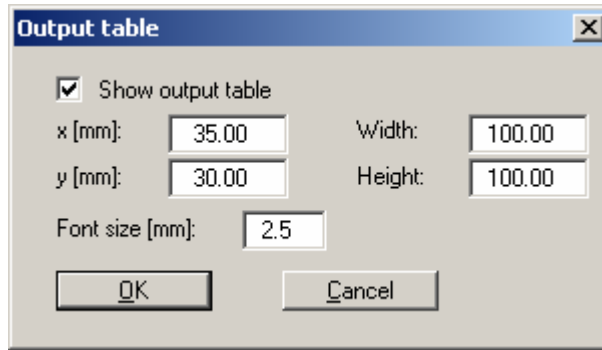 Output table
Show output table
x [mm]: 35.00 Width: 100.00
y [mm]: 30.00 Height: 100.00
Font size [mm]: 2.5
OK Cancel